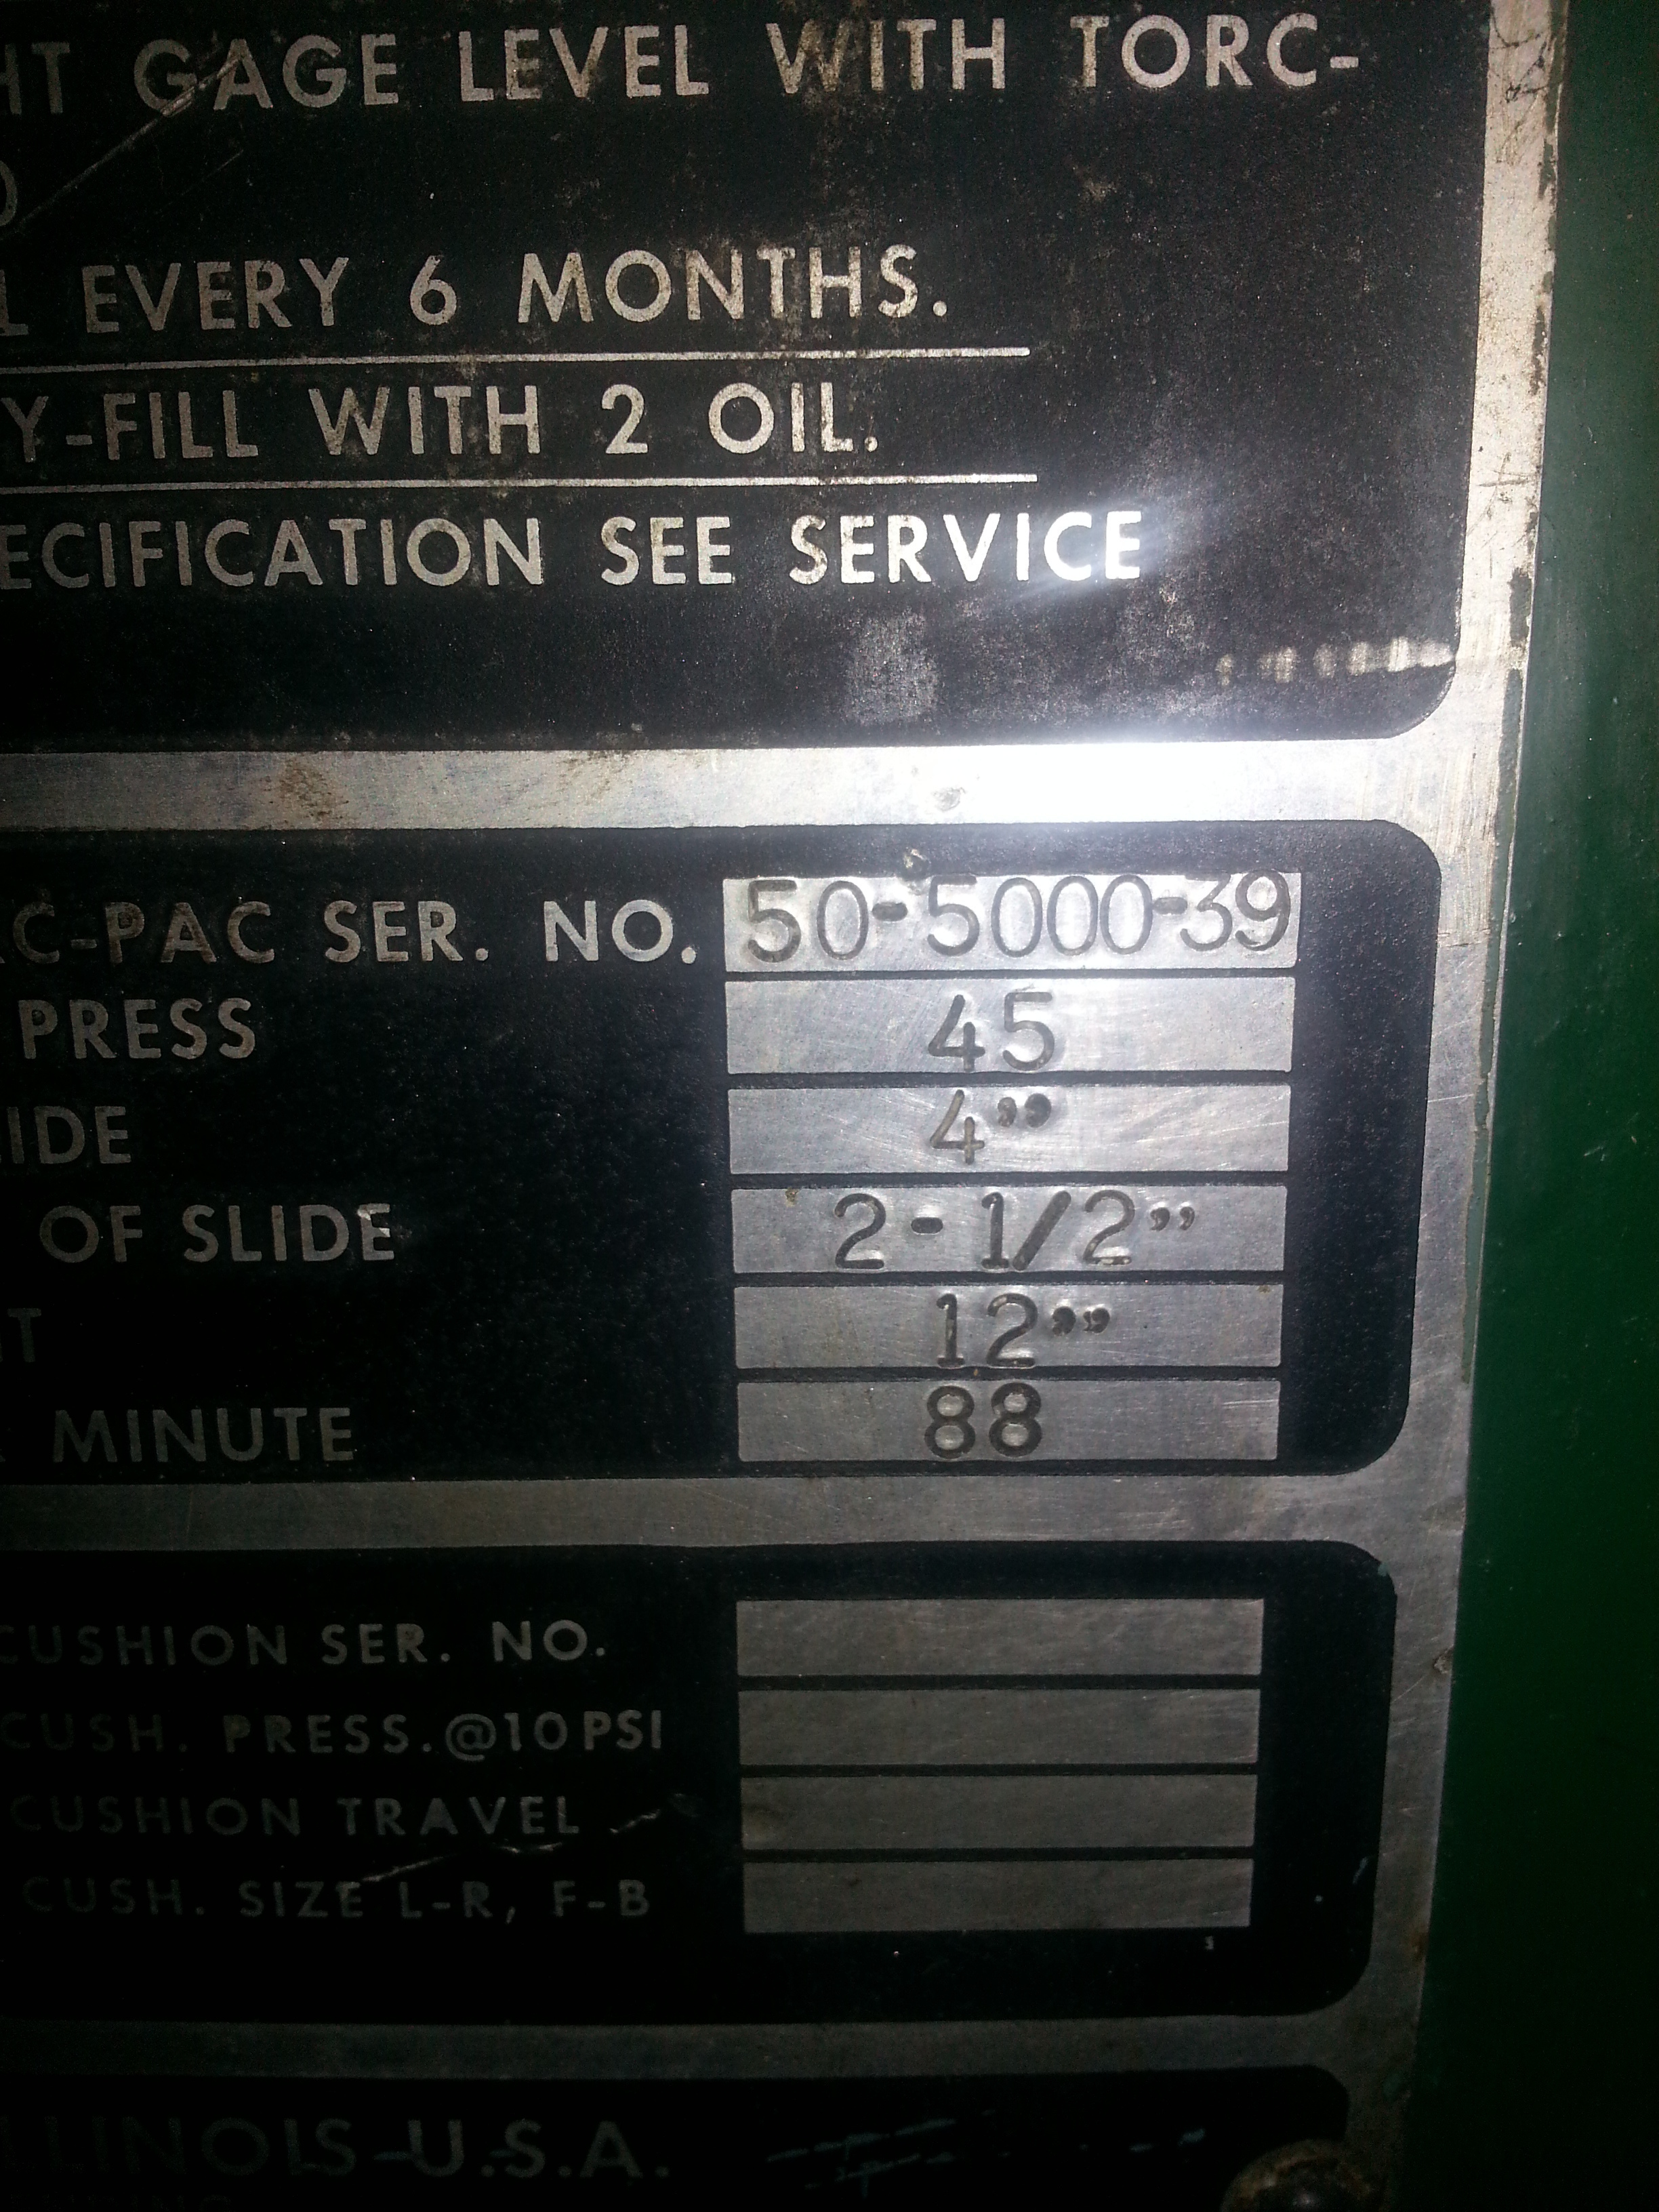 HT GAGE LEVEL WITH TORC-
L EVERY 6 MONTHS.
Y-FILL WITH 2 OIL.
ECIFICATION SEE SERVICE
C-PAC SER. NO. 50-5000-39
PRESS 45
IDE 4"
OF SLIDE 2-1/2"
T 12""
MINUTE 88
CUSHION SER. NO.
CUSH. PRESS.@10PSI
CUSHION TRAVEL
CUSH. SIZE L-R, F-B
LLINOIS-U.S.A.